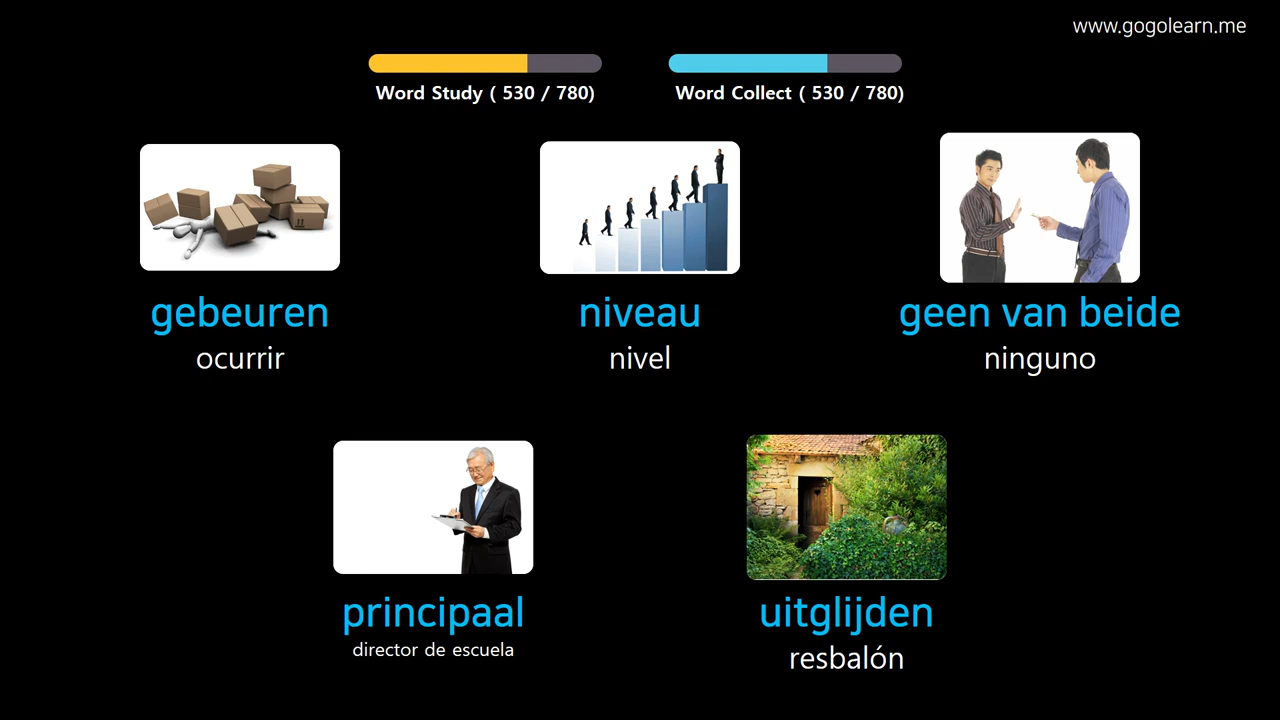 www.gogolearn.me
Word Study ( 530 / 780)
Word Collect ( 530 / 780)
gebeuren
ocurrir
niveau
nivel
geen van beide
ninguno
principaal
director de escuela
uitglijden
resbalón